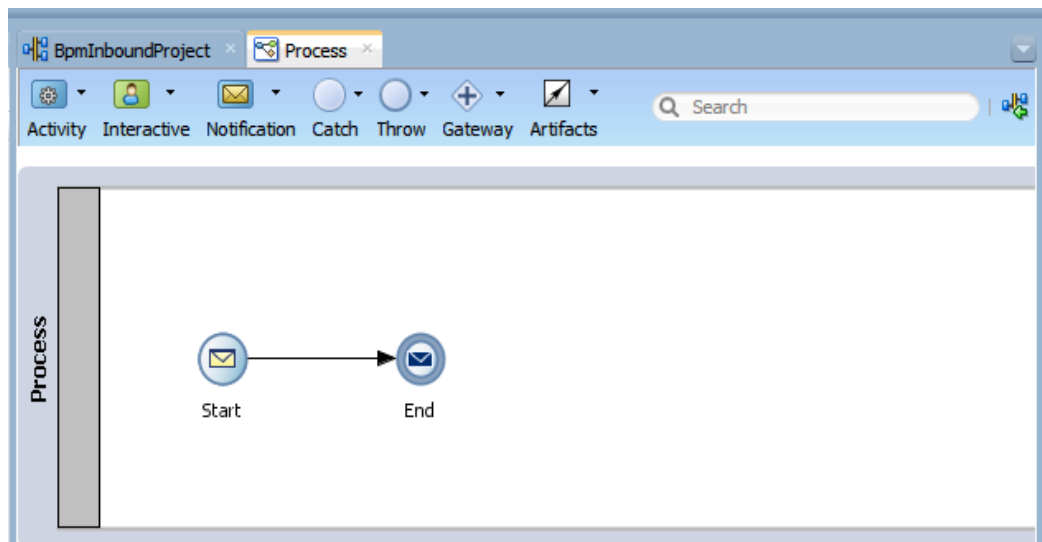 BpmInboundProject Process
Search
Activity Interactive Notification Catch Throw Gateway Artifacts
Process
Start End